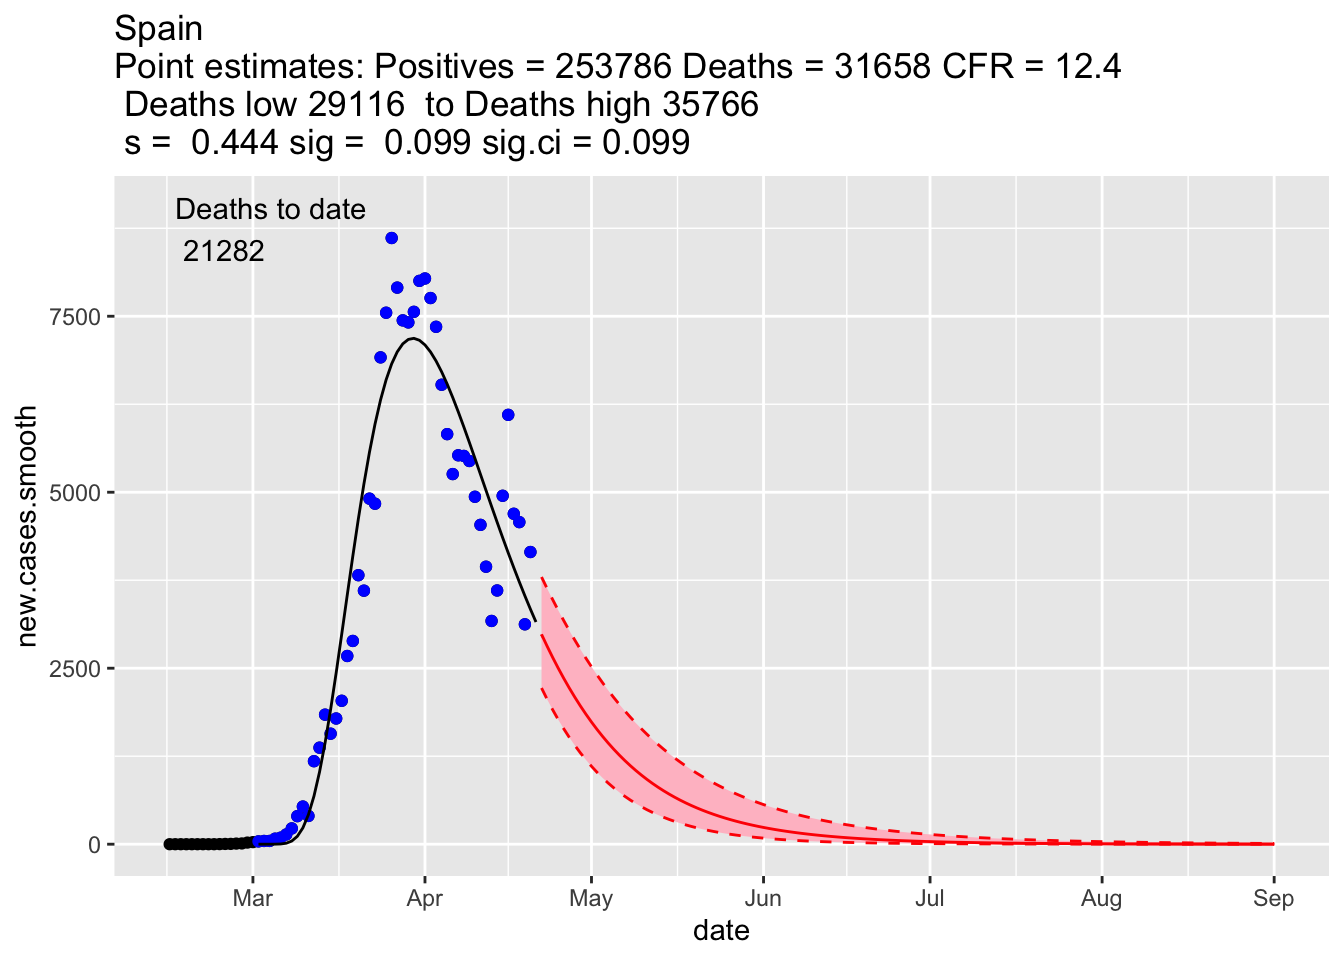 Spain
Point estimates: Positives = 253786 Deaths = 31658 CFR = 12.4
Deaths low 29116  to Deaths high 35766
s =  0.444 sig =  0.099 sig.ci = 0.099
Deaths to date
21282
7500
5000
2500
0
new.cases.smooth
Mar Apr May Jun Jul Aug Sep
date